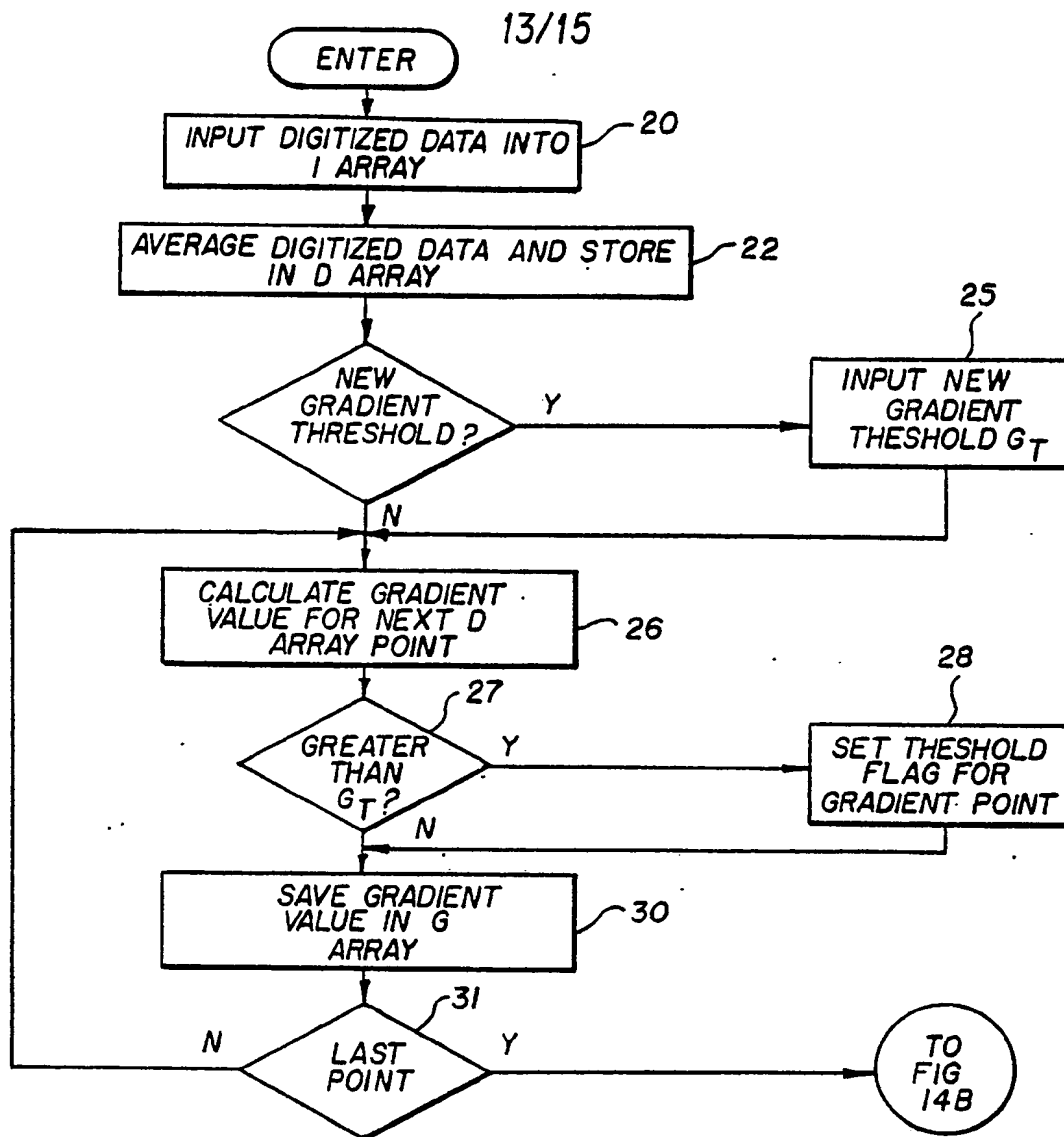 13/15
ENTER
INPUT DIGITIZED DATA INTO
I ARRAY
20
AVERAGE DIGITIZED DATA AND STORE
IN D ARRAY
22
NEW
GRADIENT
THRESHOLD?
Y
25
INPUT NEW
GRADIENT
THESHOLD GT
N
CALCULATE GRADIENT
VALUE FOR NEXT D
ARRAY POINT
26
27
GREATER
THAN
GT?
Y
28
SET THESHOLD
FLAG FOR
GRADIENT POINT
N
SAVE GRADIENT
VALUE IN G
ARRAY
30
31
N
LAST
POINT
Y
TO
FIG
14B